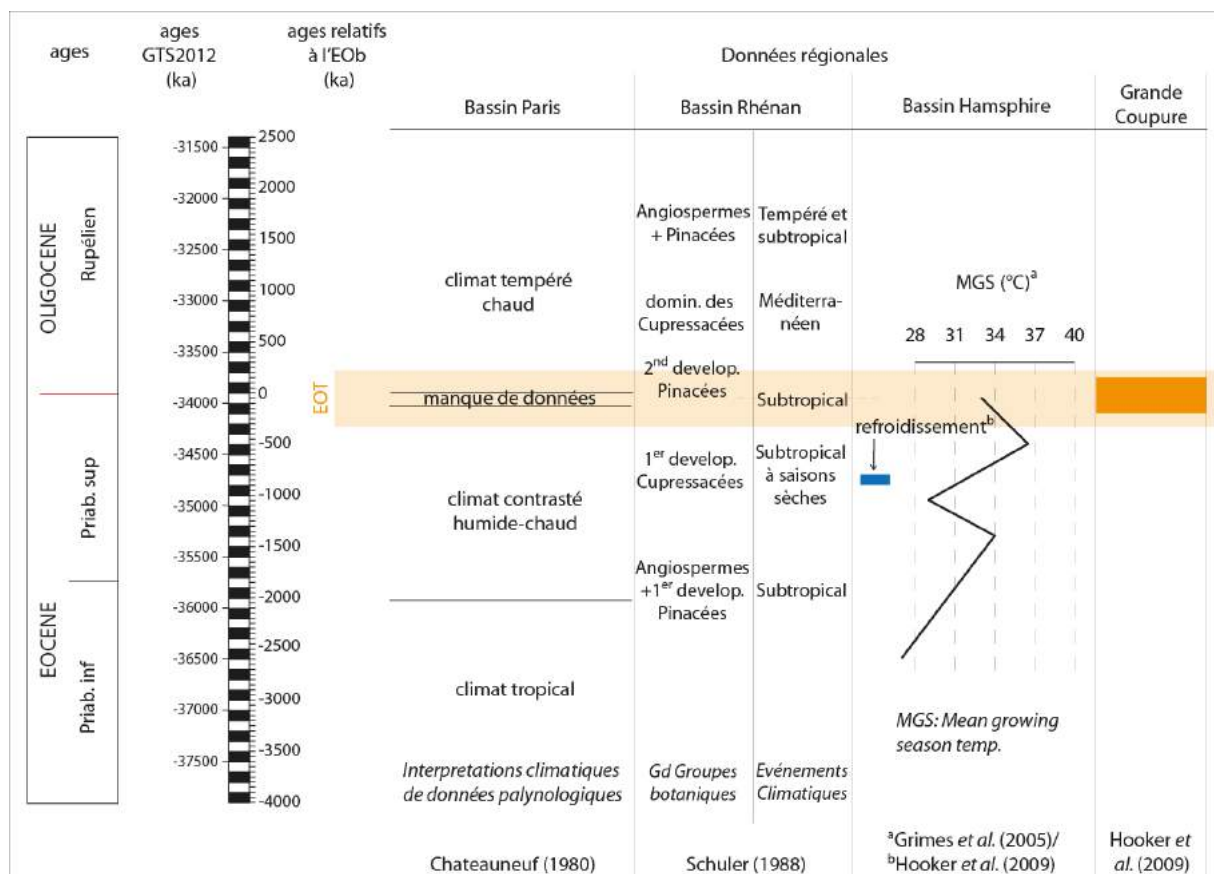 ages
ages
GTS2012
(ka)
ages relatifs
à l'EOb
(ka)
Données régionales
Bassin Paris
Bassin Rhénan
Bassin Hamsphire
Grande
Coupure
OLIGOCENE
Rupélien
EOCENE
Priab. sup
Priab. inf
-31500
-32000
-32500
-33000
-33500
-34000
-34500
-35000
-35500
-36000
-36500
-37000
-37500
2500
2000
1500
1000
500
0
-500
-1000
-1500
-2000
-2500
-3000
-3500
-4000
EOT
climat tempéré
chaud
manque de données
climat contrasté
humide-chaud
climat tropical
Interpretations climatiques
de données palynologiques
Chateauneuf (1980)
Angiospermes
+ Pinacées
domin. des
Cupressacées
2nd develop.
Pinacées
1er develop.
Cupressacées
Angiospermes
+1er develop.
Pinacées
Gd Groupes
botaniques
Tempéré et
subtropical
Méditerra-
néen
Subtropical
Subtropical
à saisons
sèches
Subtropical
Evénements
Climatiques
Schuler (1988)
MGS (°C)a
28 31 34 37 40
refroidissementb
MGS: Mean growing
season temp.
aGrimes et al. (2005)/
bHooker et al. (2009)
Hooker et
al. (2009)